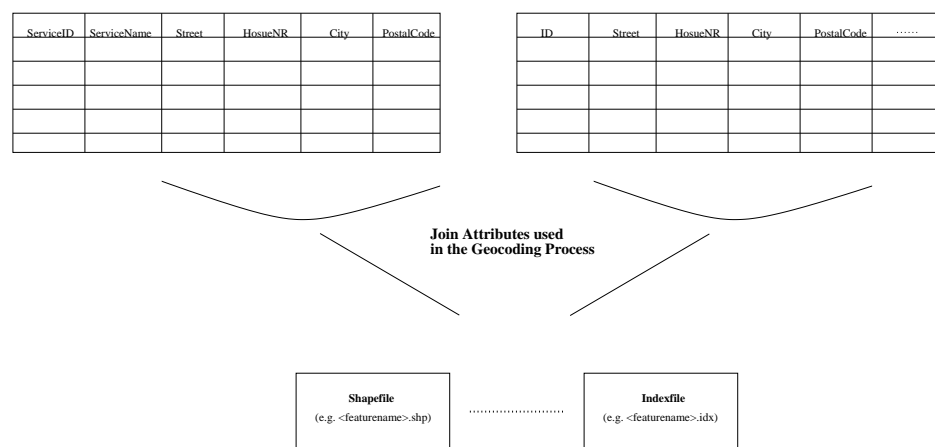 ServiceID ServiceName Street HosueNR City PostalCode
ID Street HosueNR City PostalCode ......
Join Attributes used
in the Geocoding Process
Shapefile
(e.g. <featurename>.shp)
Indexfile
(e.g. <featurename>.idx)